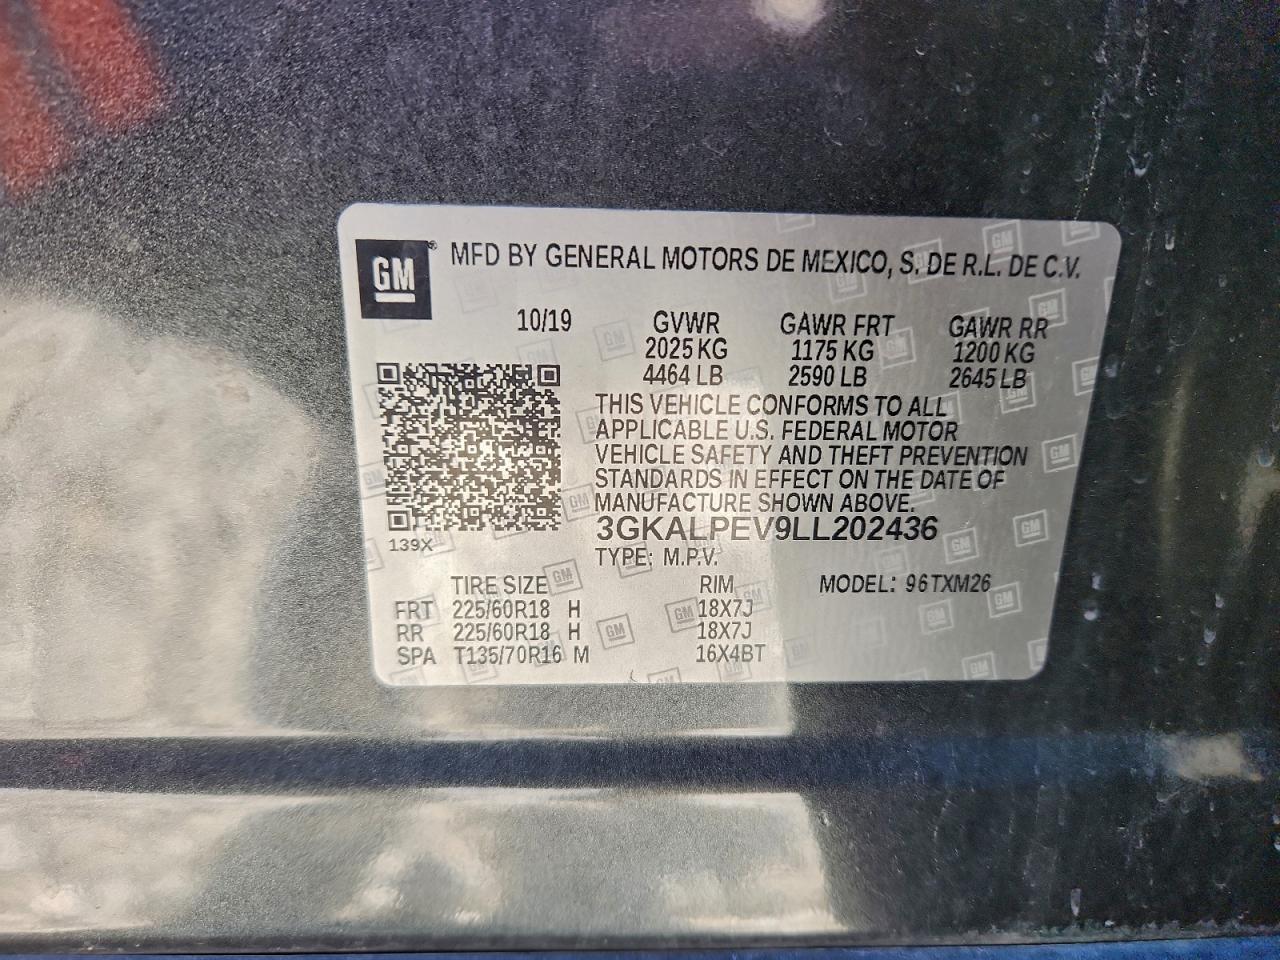 GM® MFD BY GENERAL MOTORS DE MEXICO, S. DE R.L. DE C.V.
10/19 GVWR GAWR FRT GAWR RR
2025 KG 1175 KG 1200 KG
4464 LB 2590 LB 2645 LB
THIS VEHICLE CONFORMS TO ALL
APPLICABLE U.S. FEDERAL MOTOR
VEHICLE SAFETY AND THEFT PREVENTION
STANDARDS IN EFFECT ON THE DATE OF
MANUFACTURE SHOWN ABOVE.
3GKALPEV9LL202436
139X
TYPE: M.P.V.
TIRE SIZE RIM MODEL: 96TXM26
FRT 225/60R18 H 18X7J
RR 225/60R18 H 18X7J
SPA T135/70R16 M 16X4BT